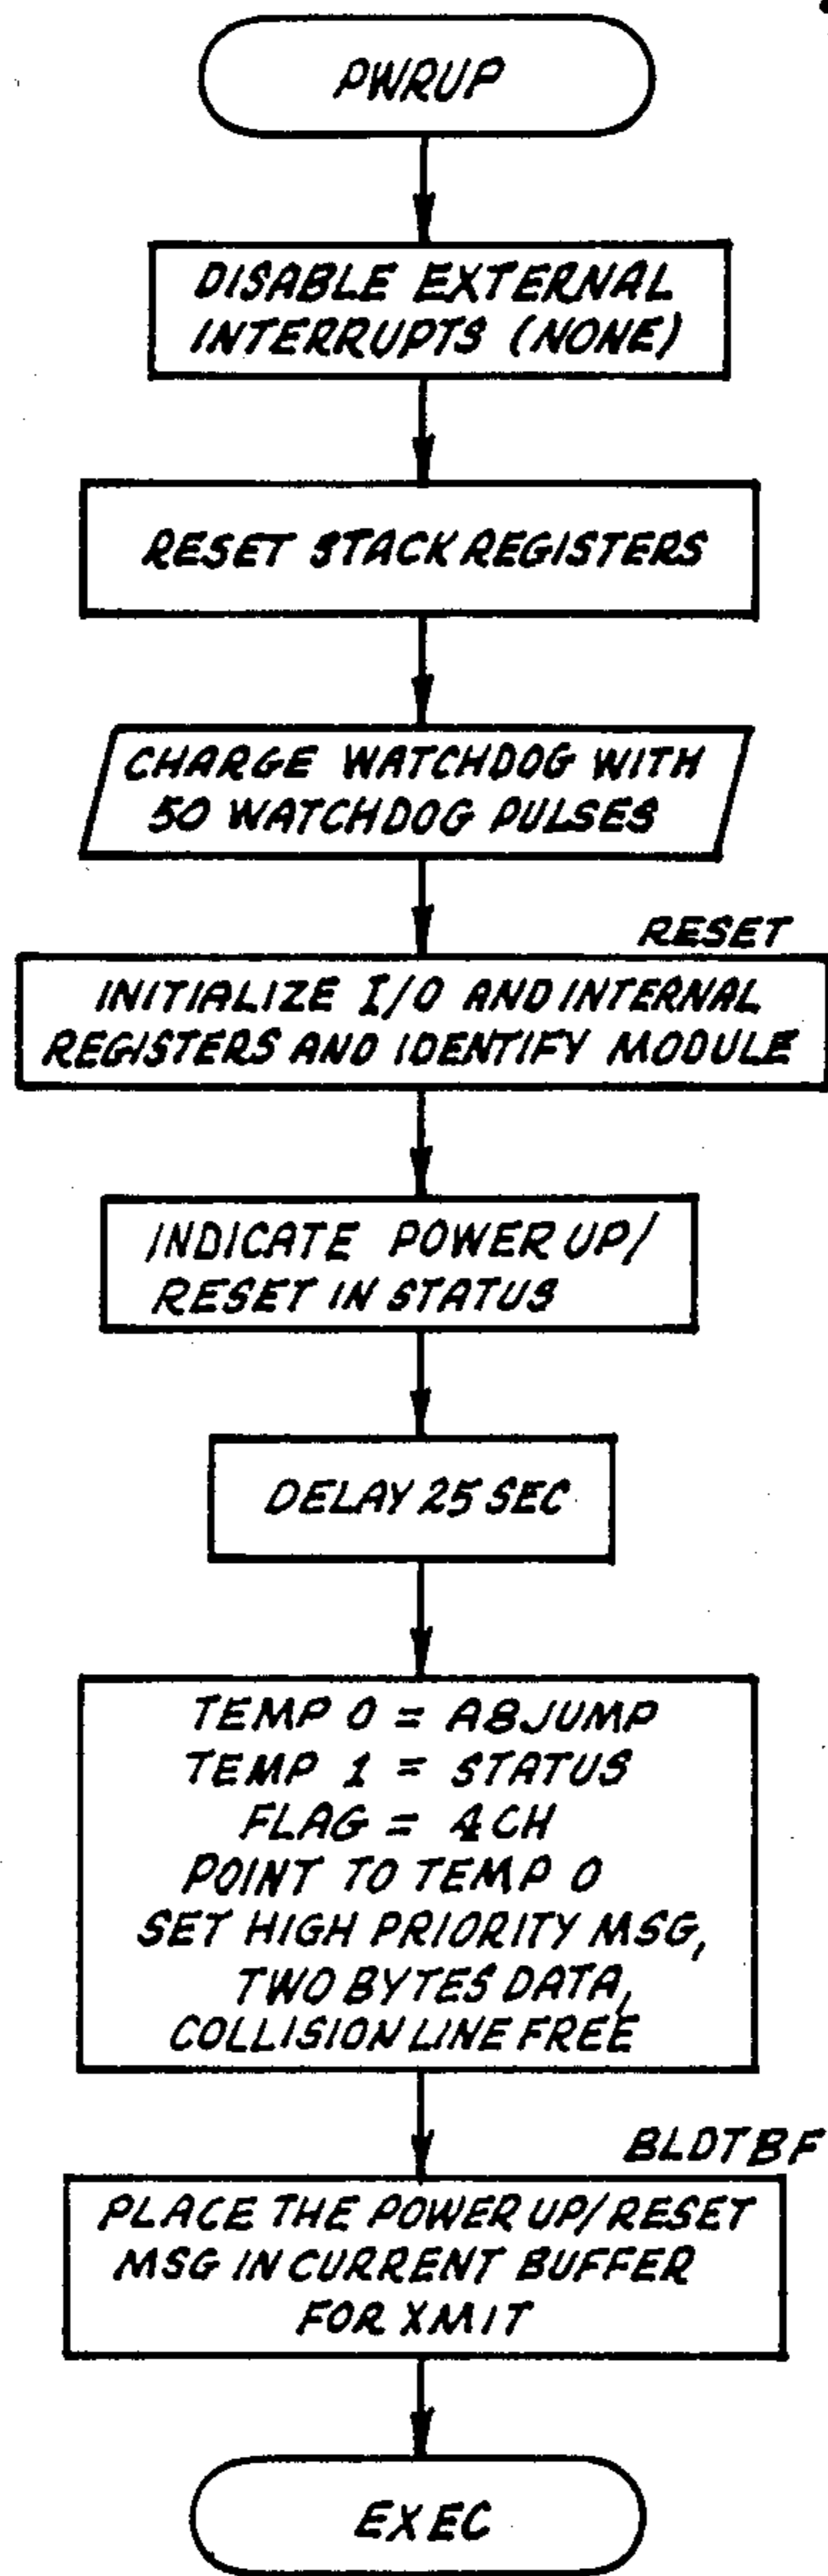 PWRUP
DISABLE EXTERNAL
INTERRUPTS (NONE)
RESET STACK REGISTERS
CHARGE WATCHDOG WITH
50 WATCHDOG PULSES
RESET
INITIALIZE I/O AND INTERNAL
REGISTERS AND IDENTIFY MODULE
INDICATE POWER UP/
RESET IN STATUS
DELAY 25 SEC
TEMP 0 = ABJUMP
TEMP 1 = STATUS
FLAG = 4CH
POINT TO TEMP 0
SET HIGH PRIORITY MSG,
TWO BYTES DATA,
COLLISION LINE FREE
BLDTBF
PLACE THE POWER UP/RESET
MSG IN CURRENT BUFFER
FOR XMIT
EXEC